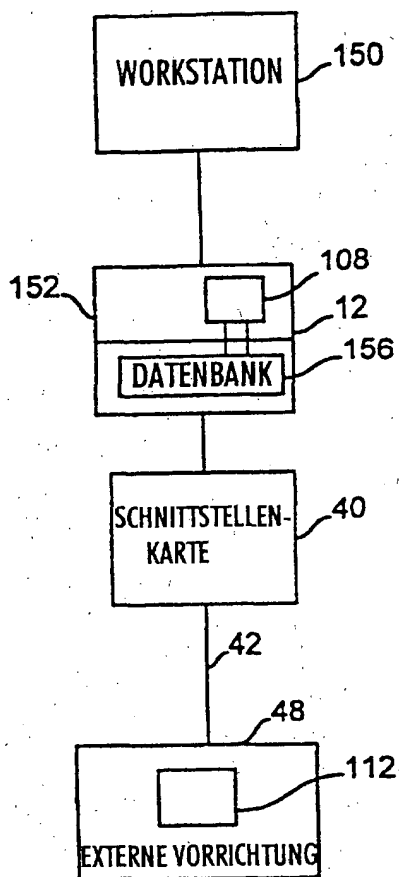 WORKSTATION
150
108
152
12
DATENBANK
156
SCHNITTSTELLEN-
KARTE
40
42
48
112
EXTERNE VORRICHTUNG